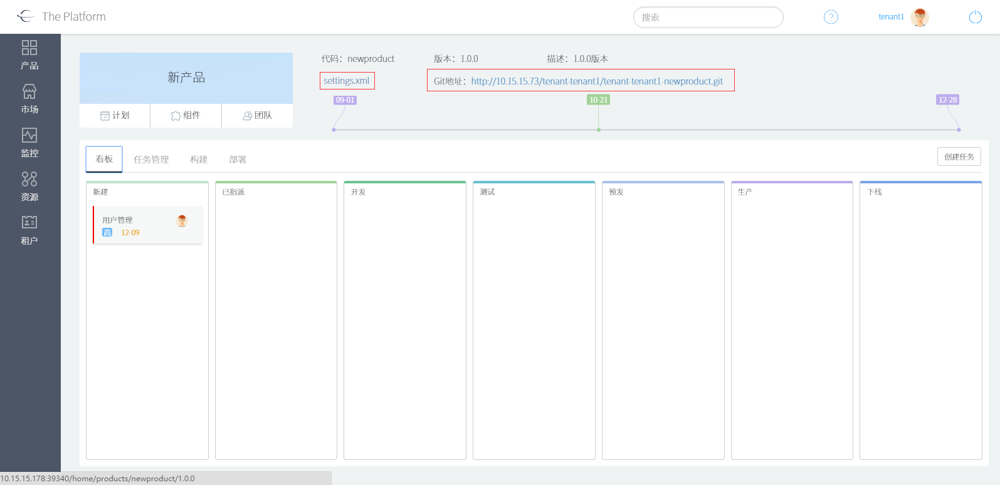 The Platform
搜索
?
tenant1
产品
市场
监控
资源
租户
新产品
计划
组件
团队
代码：newproduct
版本：1.0.0
描述：1.0.0版本
settings.xml
Git地址：http://10.15.15.73/tenant-tenant1/tenant-tenant1-newproduct.git
09-01
10-21
12-28
看板
任务管理
构建
部署
创建任务
新建
已指派
开发
测试
预发
生产
下线
用户管理
高
12-09
10.15.15.178:39340/home/products/newproduct/1.0.0